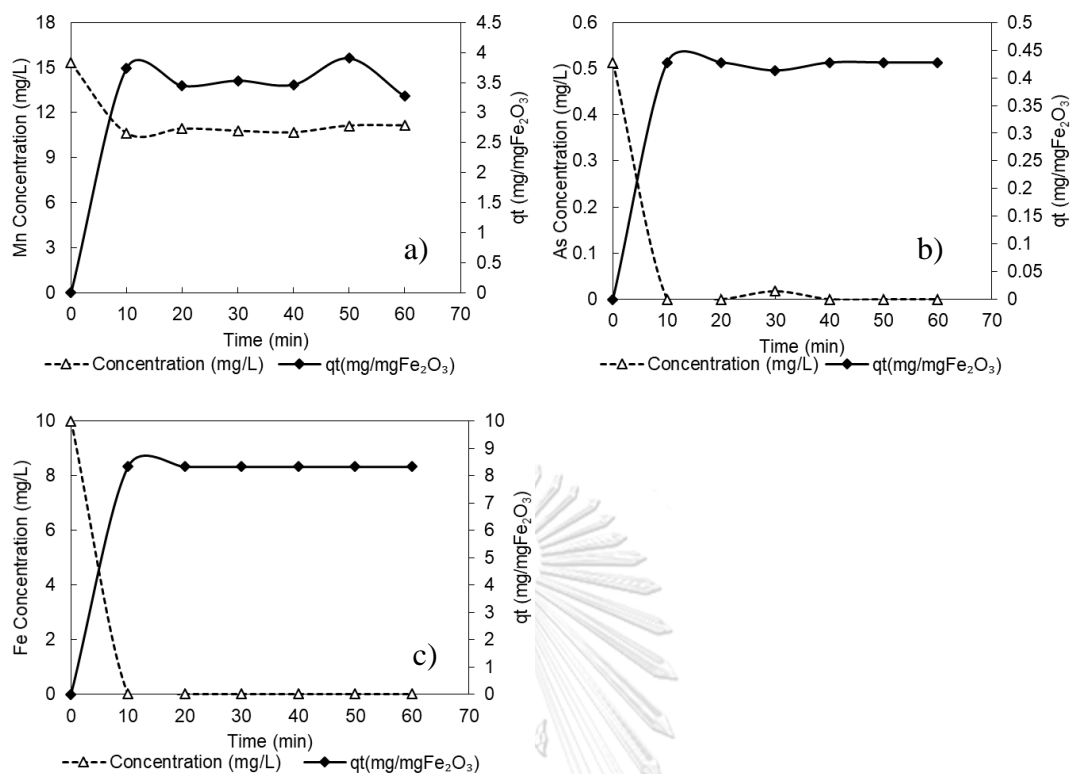 18
15
12
9
6
3
0
Mn Concentration (mg/L)
4.5
4
3.5
3
2.5
2
1.5
1
0.5
0
qt (mg/mgFe₂O₃)
a)
0 10 20 30 40 50 60 70
Time (min)
Concentration (mg/L) qt(mg/mgFe₂O₃)
0.6
0.5
0.4
0.3
0.2
0.1
0
As Concentration (mg/L)
0.5
0.45
0.4
0.35
0.3
0.25
0.2
0.15
0.1
0.05
0
qt (mg/mgFe₂O₃)
b)
0 10 20 30 40 50 60 70
Time (min)
Concentration (mg/L) qt(mg/mgFe₂O₃)
10
8
6
4
2
0
Fe Concentration (mg/L)
10
9
8
7
6
5
4
3
2
1
0
qt (mg/mgFe₂O₃)
c)
0 10 20 30 40 50 60 70
Time (min)
Concentration (mg/L) qt(mg/mgFe₂O₃)